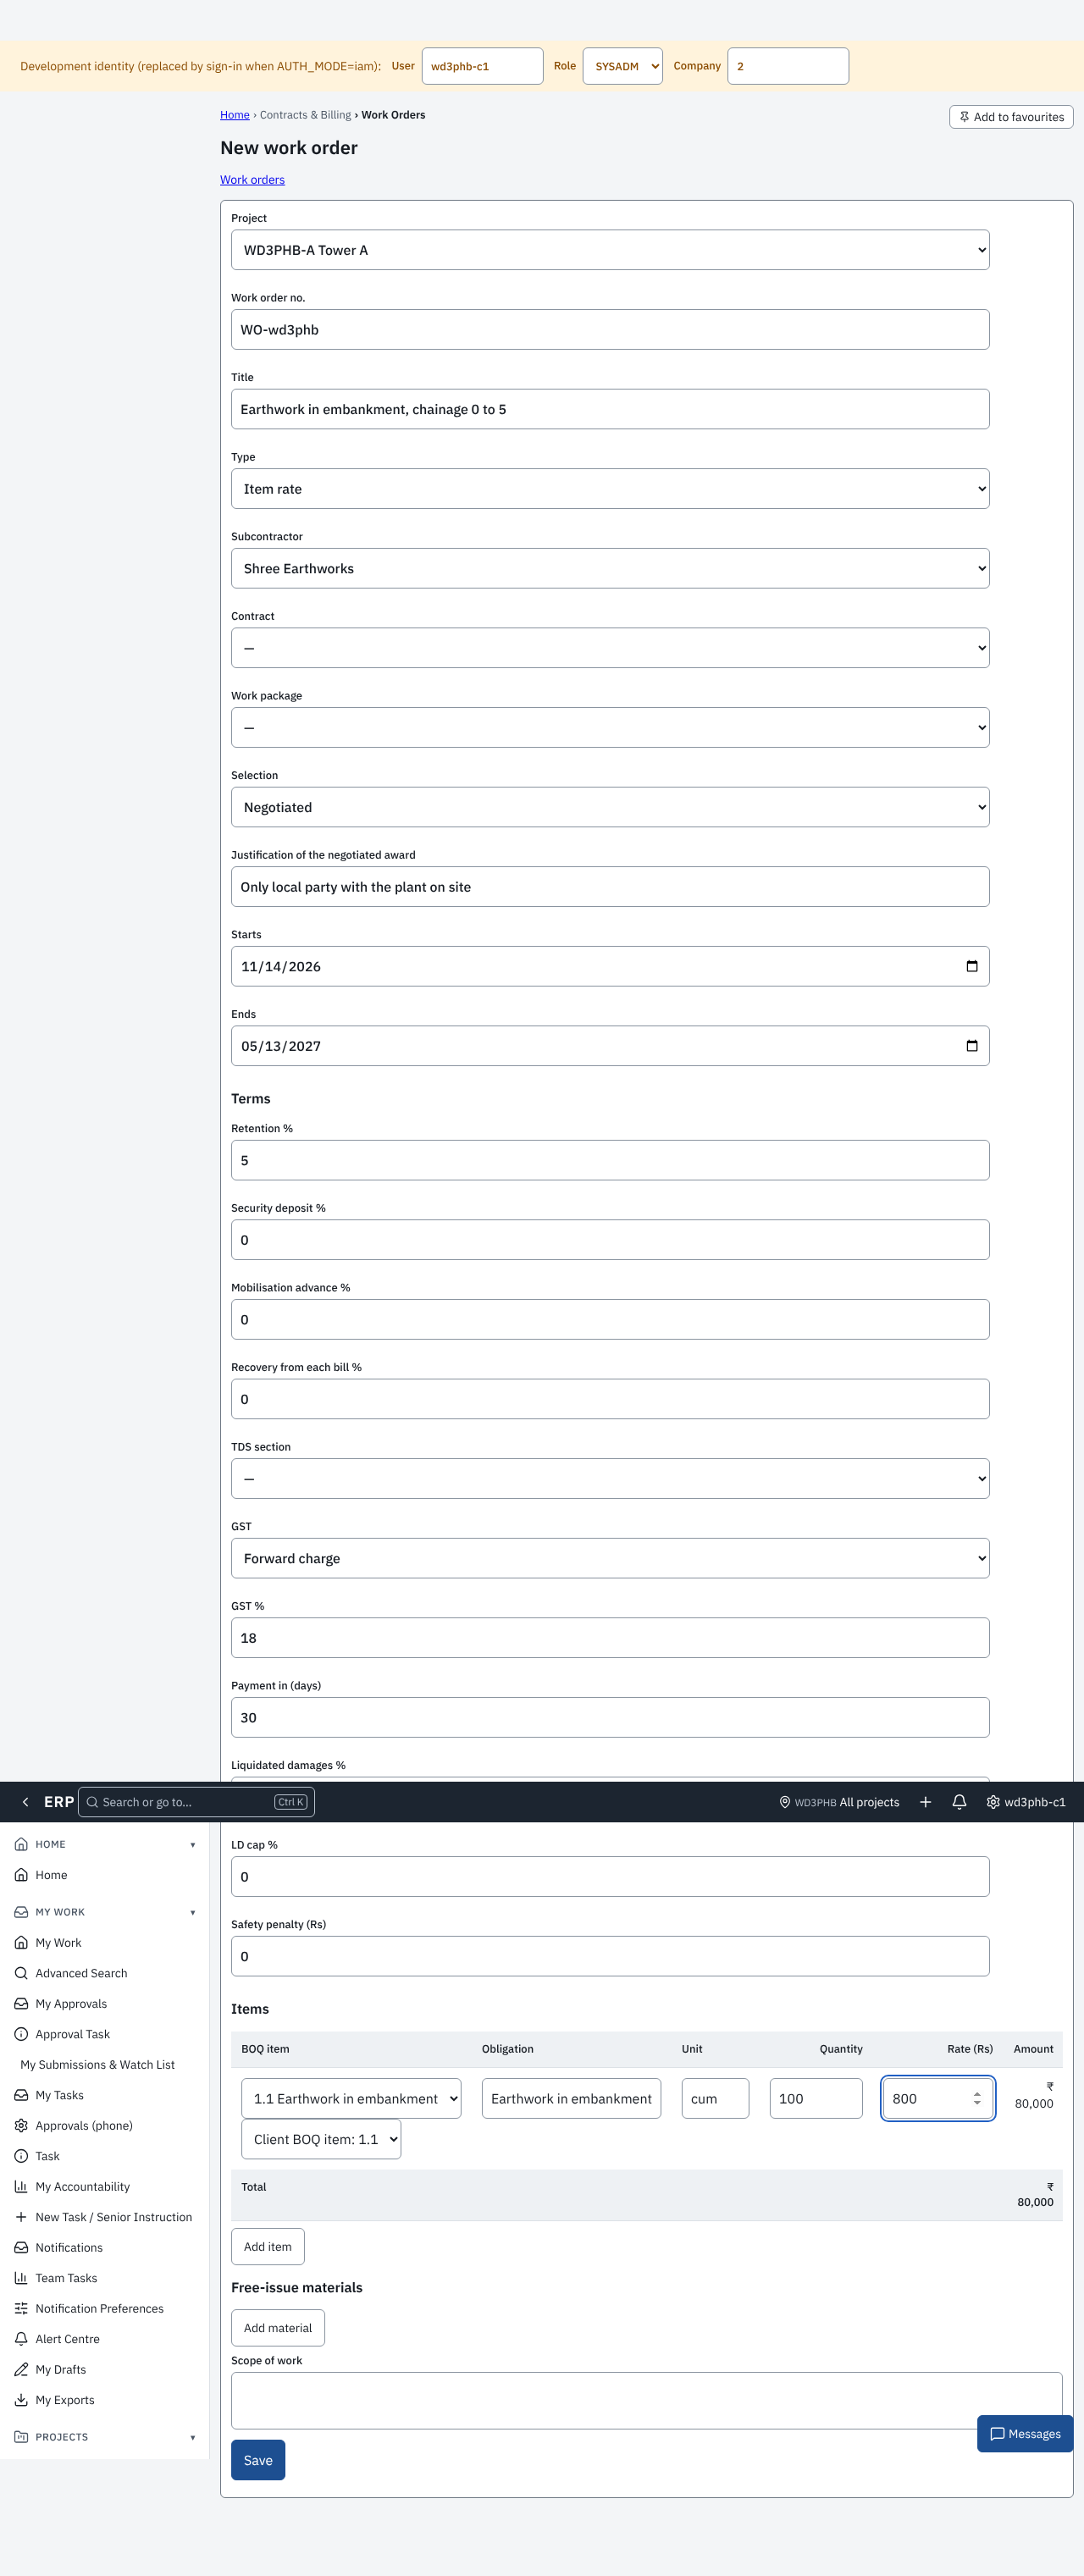 Development identity (replaced by sign-in when AUTH_MODE=iam): User wd3phb-c1 Role SYSADM Company 2
Home › Contracts & Billing › Work Orders
Add to favourites
New work order
Work orders
Project
WD3PHB-A Tower A
Work order no.
WO-wd3phb
Title
Earthwork in embankment, chainage 0 to 5
Type
Item rate
Subcontractor
Shree Earthworks
Contract
—
Work package
—
Selection
Negotiated
Justification of the negotiated award
Only local party with the plant on site
Starts
11/14/2026
Ends
05/13/2027
Terms
Retention %
5
Security deposit %
0
Mobilisation advance %
0
Recovery from each bill %
0
TDS section
—
GST
Forward charge
GST %
18
Payment in (days)
30
Liquidated damages %
ERP Search or go to... Ctrl K WD3PHB All projects wd3phb-c1
HOME
Home
MY WORK
My Work
Advanced Search
My Approvals
Approval Task
My Submissions & Watch List
My Tasks
Approvals (phone)
Task
My Accountability
New Task / Senior Instruction
Notifications
Team Tasks
Notification Preferences
Alert Centre
My Drafts
My Exports
PROJECTS
LD cap %
0
Safety penalty (Rs)
0
Items
BOQ item Obligation Unit Quantity Rate (Rs) Amount
1.1 Earthwork in embankment Earthwork in embankment cum 100 800 ₹ 80,000
Client BOQ item: 1.1
Total ₹ 80,000
Add item
Free-issue materials
Add material
Scope of work
Messages
Save